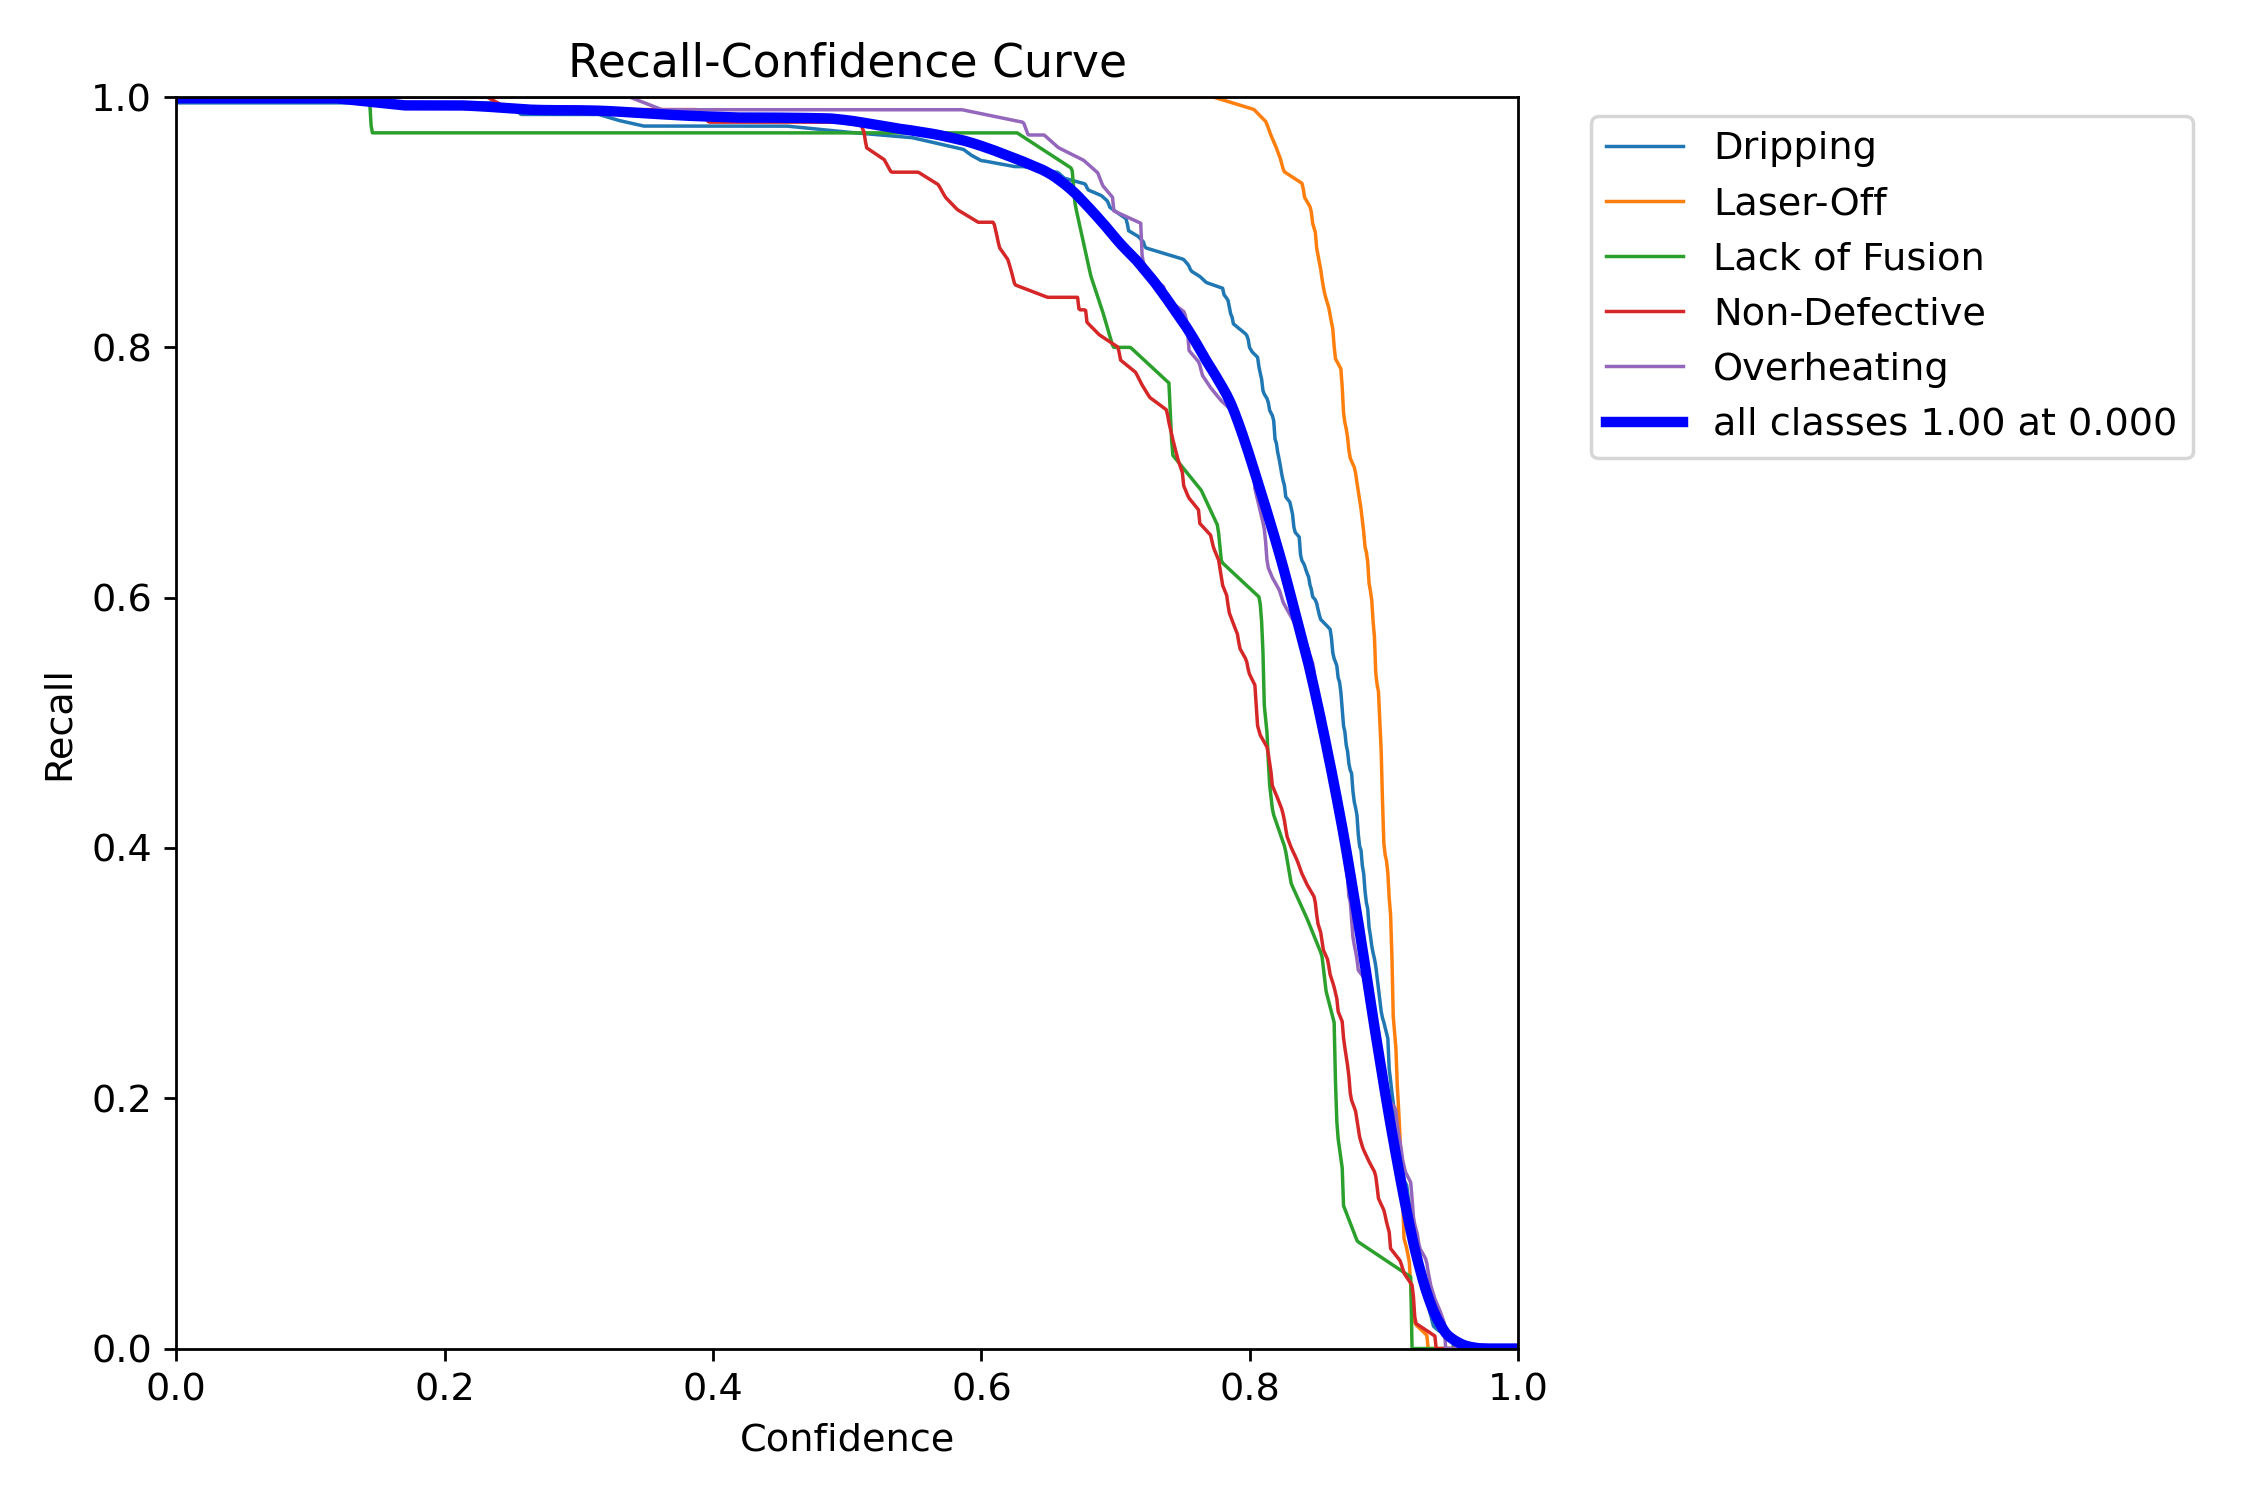 Recall-Confidence Curve
1.0
0.8
0.6
0.4
0.2
0.0
Recall
0.0 0.2 0.4 0.6 0.8 1.0
Confidence
Dripping
Laser-Off
Lack of Fusion
Non-Defective
Overheating
all classes 1.00 at 0.000